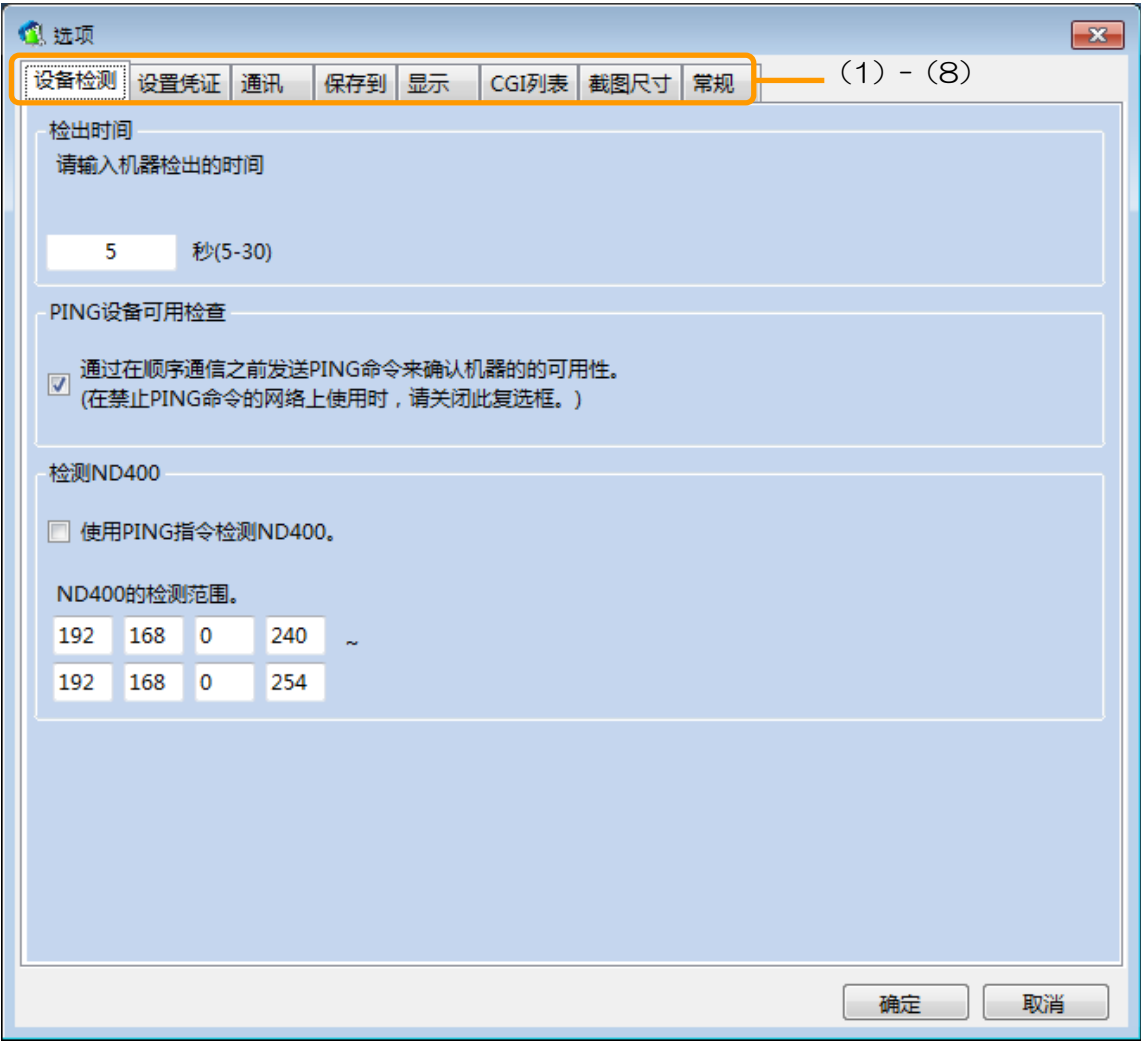 选项
设备检测 设置凭证 通讯 保存到 显示 CGI列表 截图尺寸 常规
（1）-（8）
检出时间
请输入机器检出的时间
5 秒(5-30)
PING设备可用检查
通过在顺序通信之前发送PING命令来确认机器的的可用性。
(在禁止PING命令的网络上使用时，请关闭此复选框。)
检测ND400
使用PING指令检测ND400。
ND400的检测范围。
192 168 0 240 ~
192 168 0 254
确定 取消